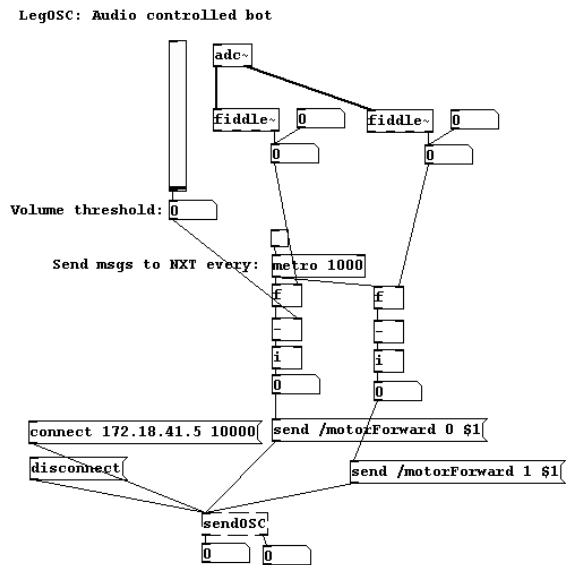 LegOSC: Audio controlled bot
adc~
fiddle~
0
fiddle~
0
0
0
Volume threshold: 0
Send msgs to NXT every: metro 1000
f
f
-
-
i
i
0
0
connect 172.18.41.5 10000
send /motorForward 0 $1
disconnect
send /motorForward 1 $1
sendOSC
0
0